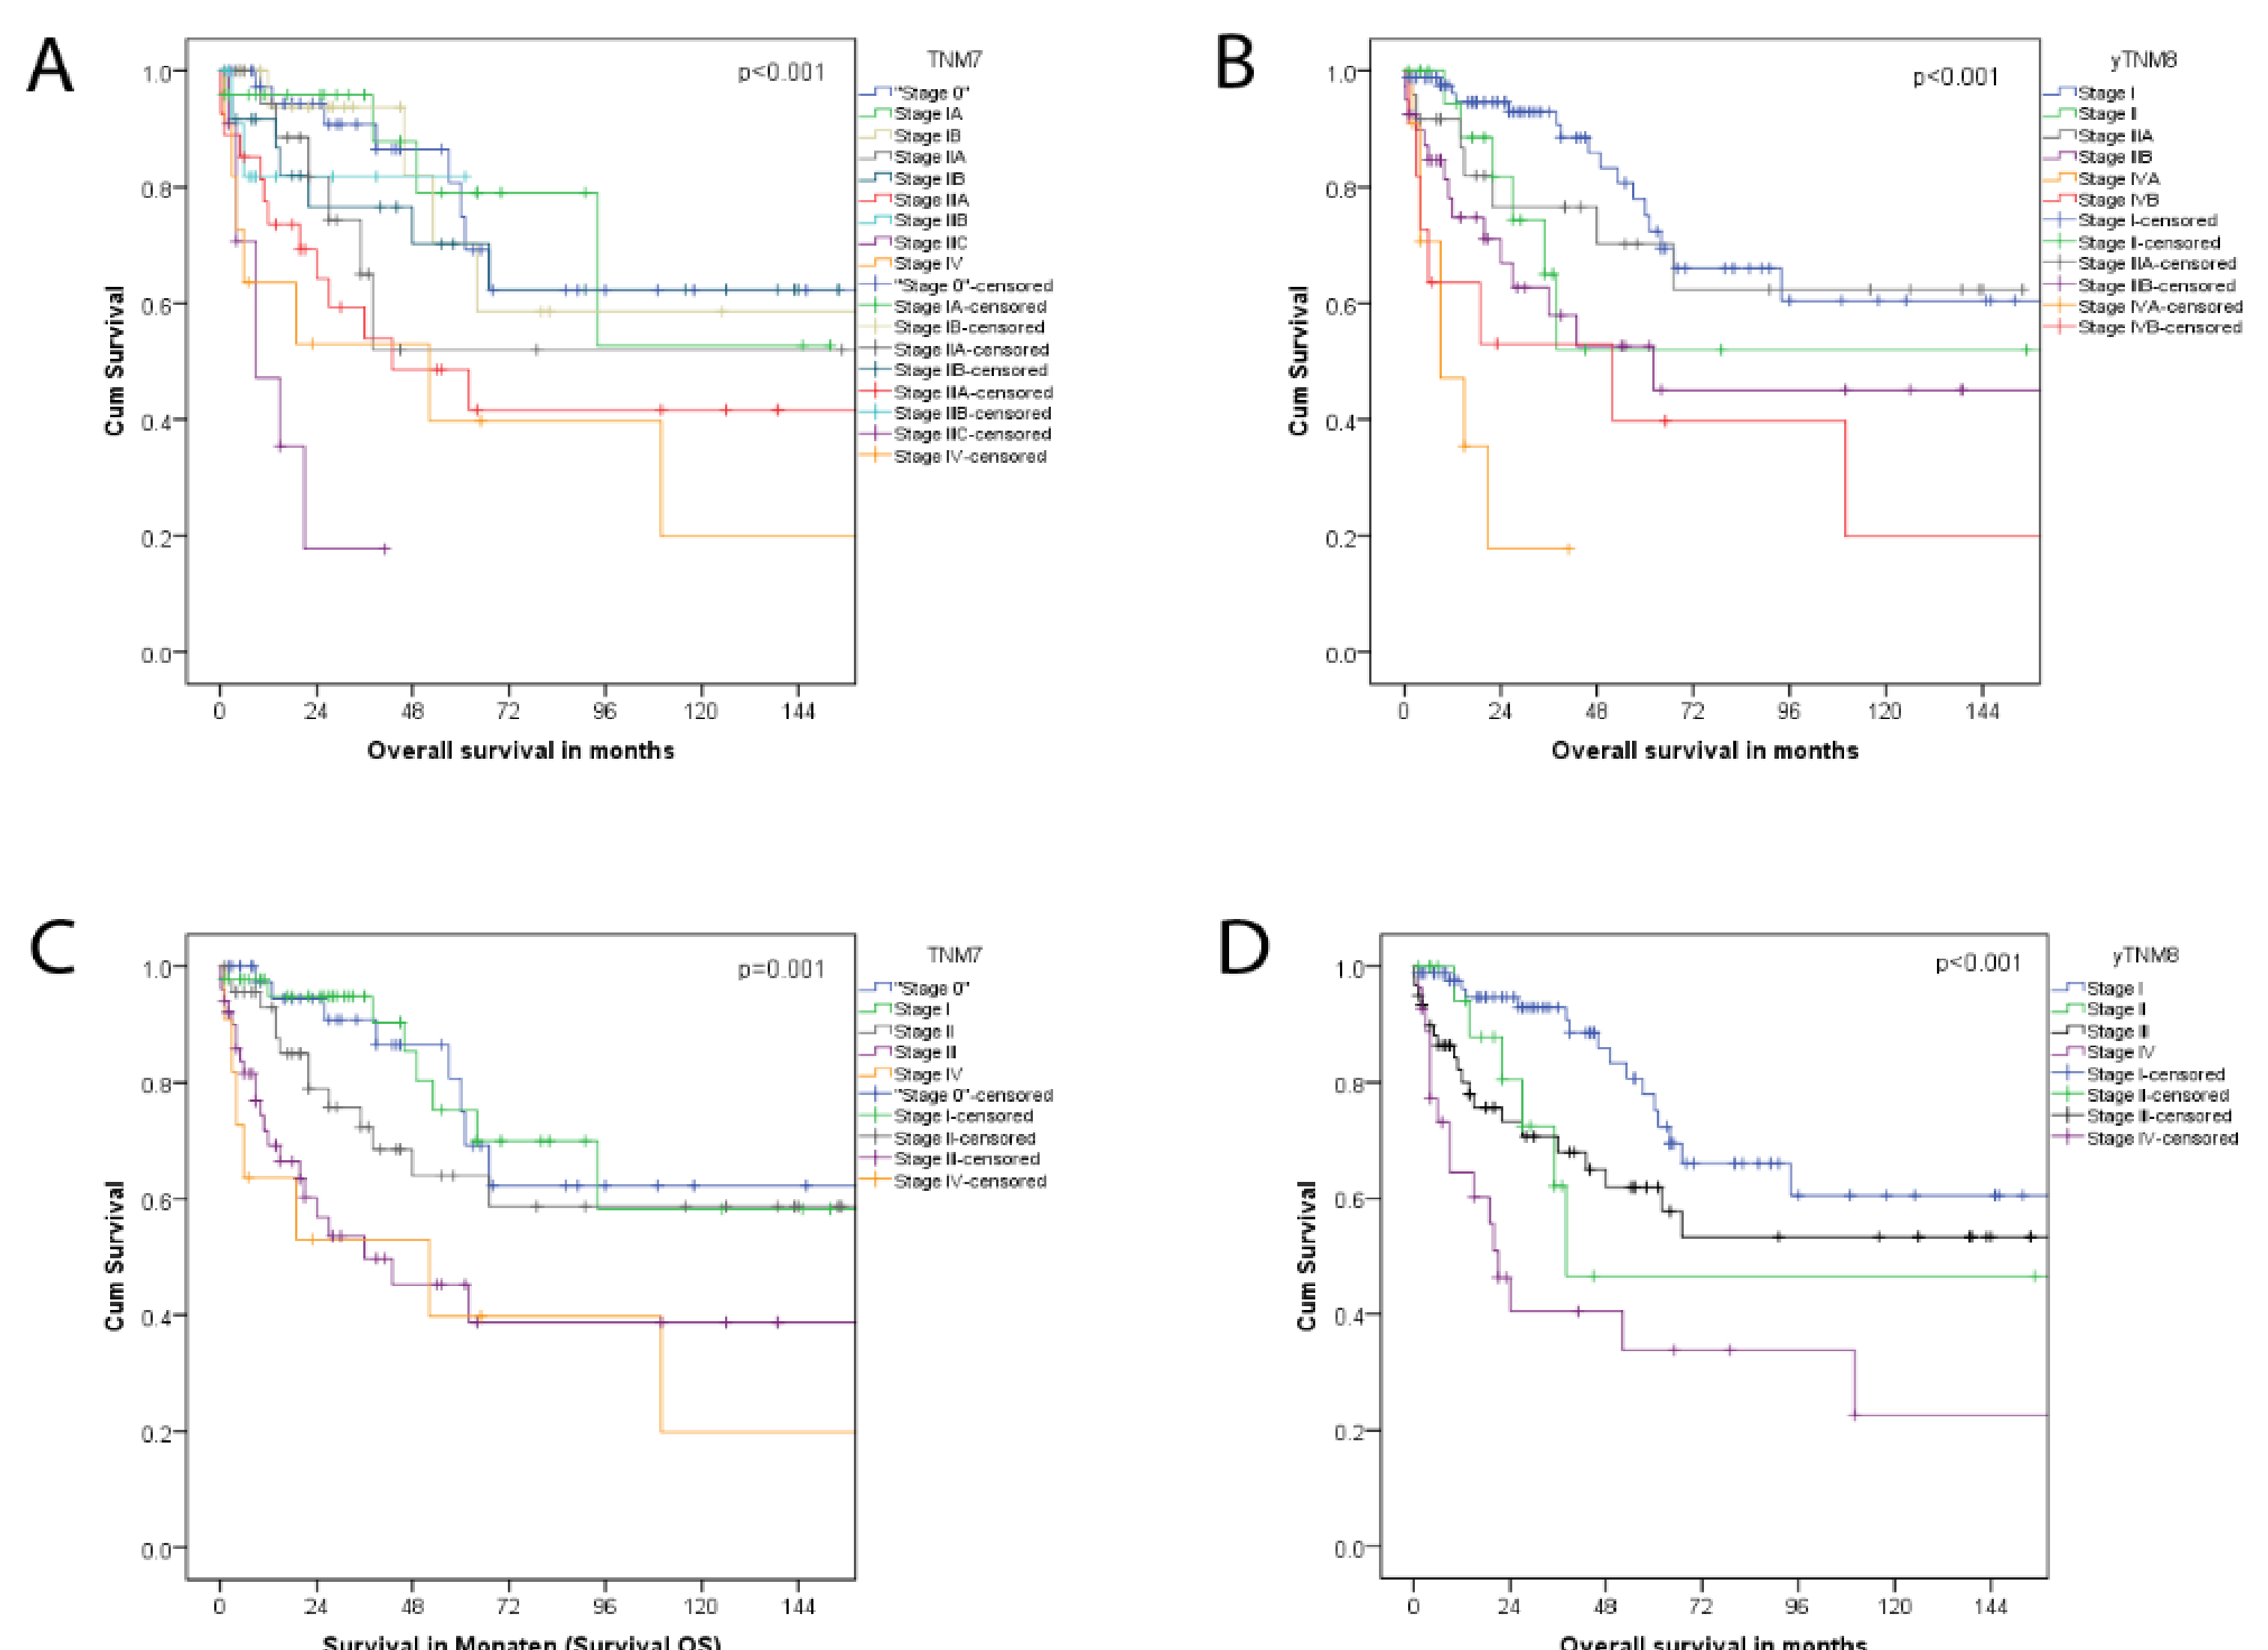 A
TNM7
p<0.001
1.0
0.8
0.6
0.4
0.2
0.0
Cum Survival
0 24 48 72 96 120 144
Overall survival in months
"Stage 0"
Stage IA
Stage IB
Stage IIA
Stage IIB
Stage IIIA
Stage IIIB
Stage IIIC
Stage IV
"Stage 0"-censored
Stage IA-censored
Stage IB-censored
Stage IIA-censored
Stage IIB-censored
Stage IIIA-censored
Stage IIIB-censored
Stage IIIC-censored
Stage IV-censored
B
yTNM8
p<0.001
1.0
0.8
0.6
0.4
0.2
0.0
Cum Survival
0 24 48 72 96 120 144
Overall survival in months
Stage I
Stage II
Stage IIIA
Stage IIIB
Stage IVA
Stage IVB
Stage I-censored
Stage II-censored
Stage IIIA-censored
Stage IIIB-censored
Stage IVA-censored
Stage IVB-censored
C
TNM7
p=0.001
1.0
0.8
0.6
0.4
0.2
0.0
Cum Survival
0 24 48 72 96 120 144
Survival in Monaten (Survival OS)
"Stage 0"
Stage I
Stage II
Stage III
Stage IV
"Stage 0"-censored
Stage I-censored
Stage II-censored
Stage III-censored
Stage IV-censored
D
yTNM8
p<0.001
1.0
0.8
0.6
0.4
0.2
0.0
Cum Survival
0 24 48 72 96 120 144
Overall survival in months
Stage I
Stage II
Stage III
Stage IV
Stage I-censored
Stage II-censored
Stage III-censored
Stage IV-censored